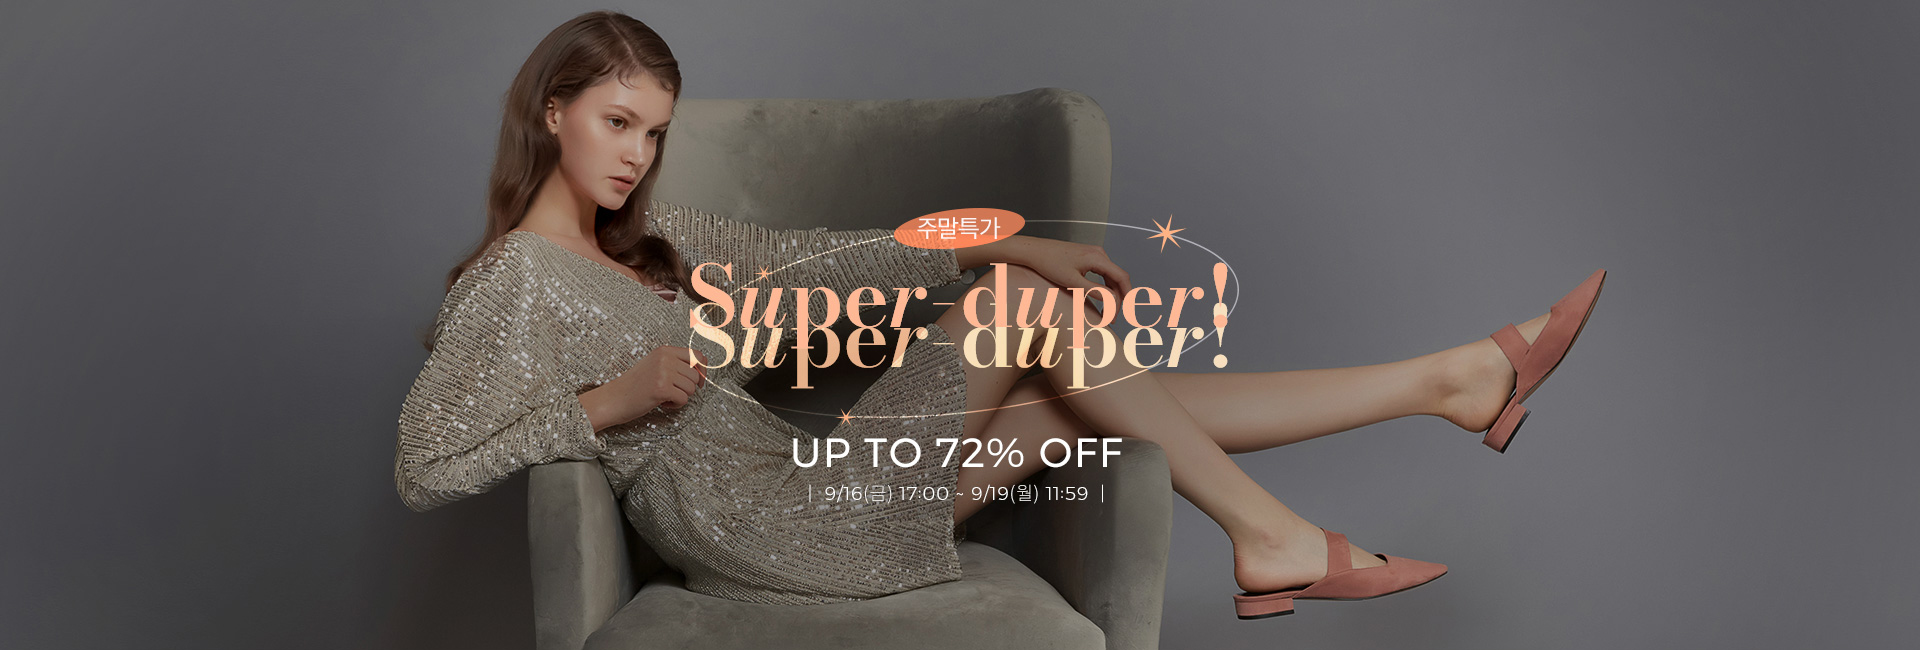 주말특가
Super-duper!
Super-duper!
UP TO 72% OFF
| 9/16(금) 17:00 ~ 9/19(월) 11:59 |